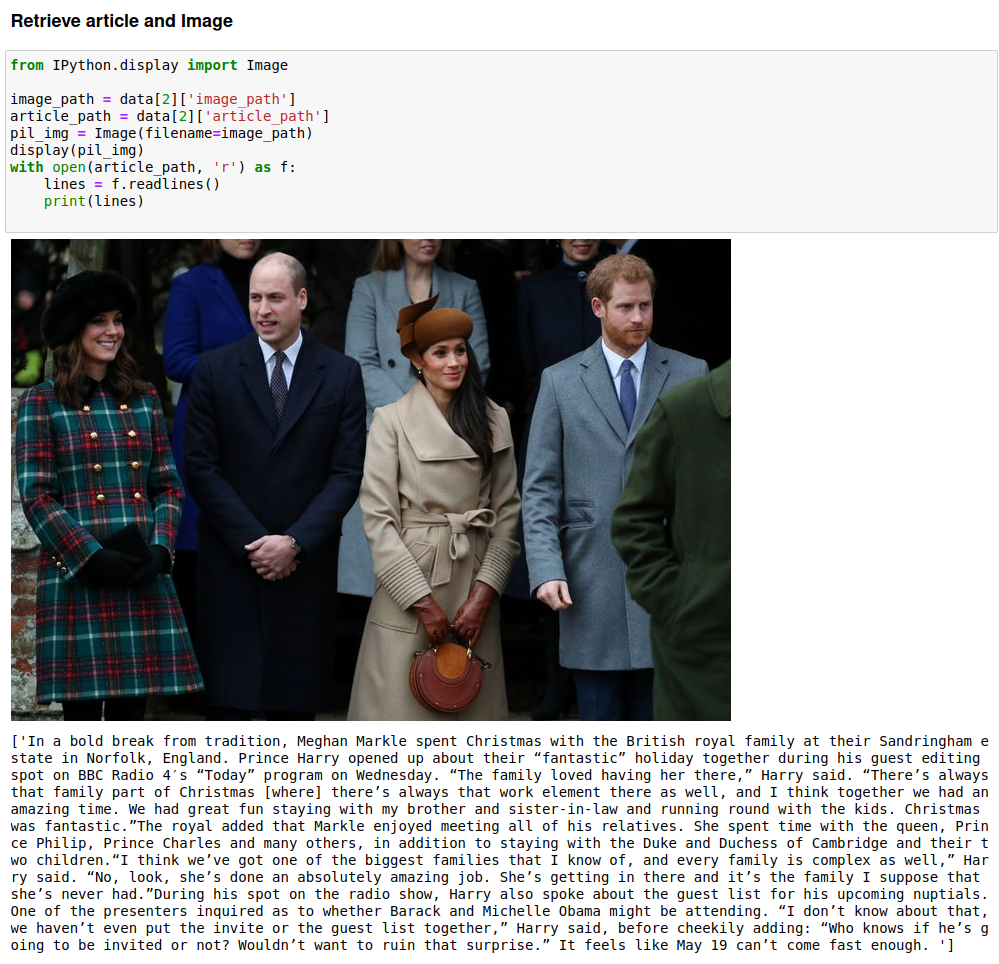 Retrieve article and Image
from IPython.display import Image
image_path = data[2]['image_path']
article_path = data[2]['article_path']
pil_img = Image(filename=image_path)
display(pil_img)
with open(article_path, 'r') as f:
    lines = f.readlines()
    print(lines)
['In a bold break from tradition, Meghan Markle spent Christmas with the British royal family at their Sandringham e
state in Norfolk, England. Prince Harry opened up about their “fantastic” holiday together during his guest editing
spot on BBC Radio 4′s “Today” program on Wednesday. “The family loved having her there,” Harry said. “There’s always
that family part of Christmas [where] there’s always that work element there as well, and I think together we had an
amazing time. We had great fun staying with my brother and sister-in-law and running round with the kids. Christmas
was fantastic.”The royal added that Markle enjoyed meeting all of his relatives. She spent time with the queen, Prin
ce Philip, Prince Charles and many others, in addition to staying with the Duke and Duchess of Cambridge and their t
wo children.“I think we’ve got one of the biggest families that I know of, and every family is complex as well,” Har
ry said. “No, look, she’s done an absolutely amazing job. She’s getting in there and it’s the family I suppose that
she’s never had.”During his spot on the radio show, Harry also spoke about the guest list for his upcoming nuptials.
One of the presenters inquired as to whether Barack and Michelle Obama might be attending. “I don’t know about that,
we haven’t even put the invite or the guest list together,” Harry said, before cheekily adding: “Who knows if he’s g
oing to be invited or not? Wouldn’t want to ruin that surprise.” It feels like May 19 can’t come fast enough. ']